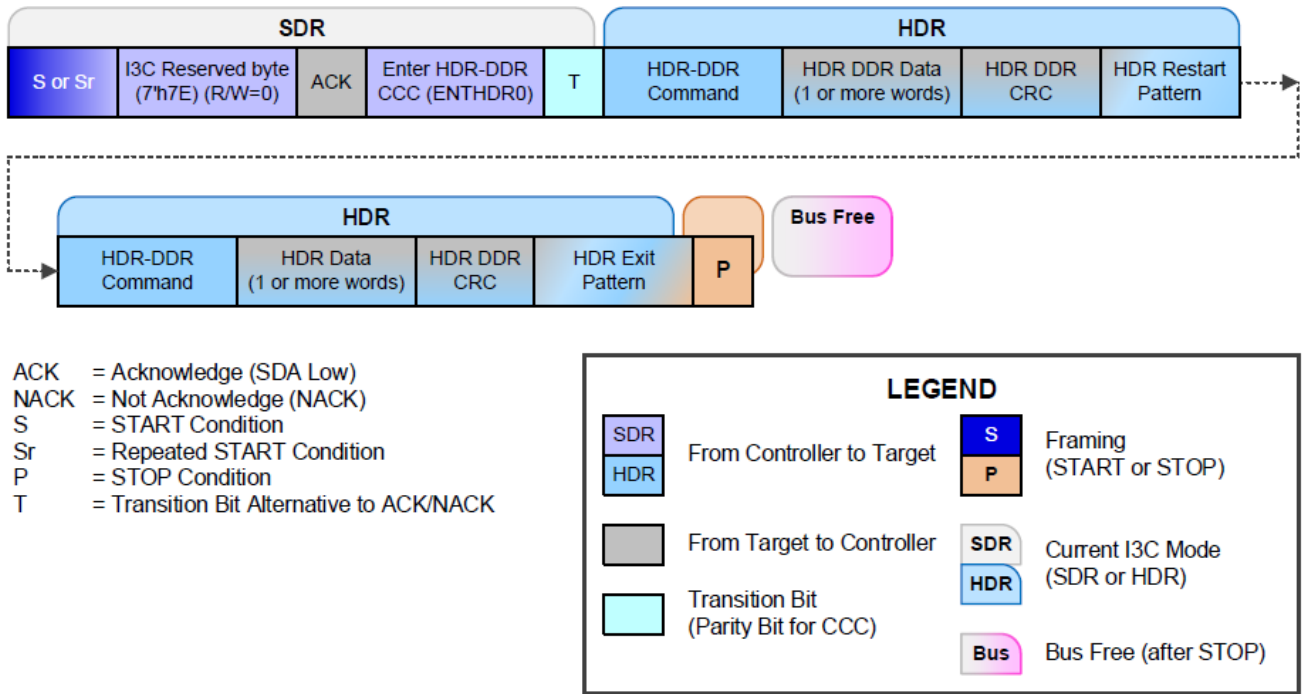 SDR
HDR
S or Sr
I3C Reserved byte
(7'h7E) (R/W=0)
ACK
Enter HDR-DDR
CCC (ENTHDR0)
T
HDR-DDR
Command
HDR DDR Data
(1 or more words)
HDR DDR
CRC
HDR Restart
Pattern
HDR
Bus Free
HDR-DDR
Command
HDR Data
(1 or more words)
HDR DDR
CRC
HDR Exit
Pattern
P
ACK = Acknowledge (SDA Low)
NACK = Not Acknowledge (NACK)
S = START Condition
Sr = Repeated START Condition
P = STOP Condition
T = Transition Bit Alternative to ACK/NACK
LEGEND
SDR
HDR
From Controller to Target
From Target to Controller
Transition Bit
(Parity Bit for CCC)
S
P
Framing
(START or STOP)
SDR
HDR
Current I3C Mode
(SDR or HDR)
Bus
Bus Free (after STOP)